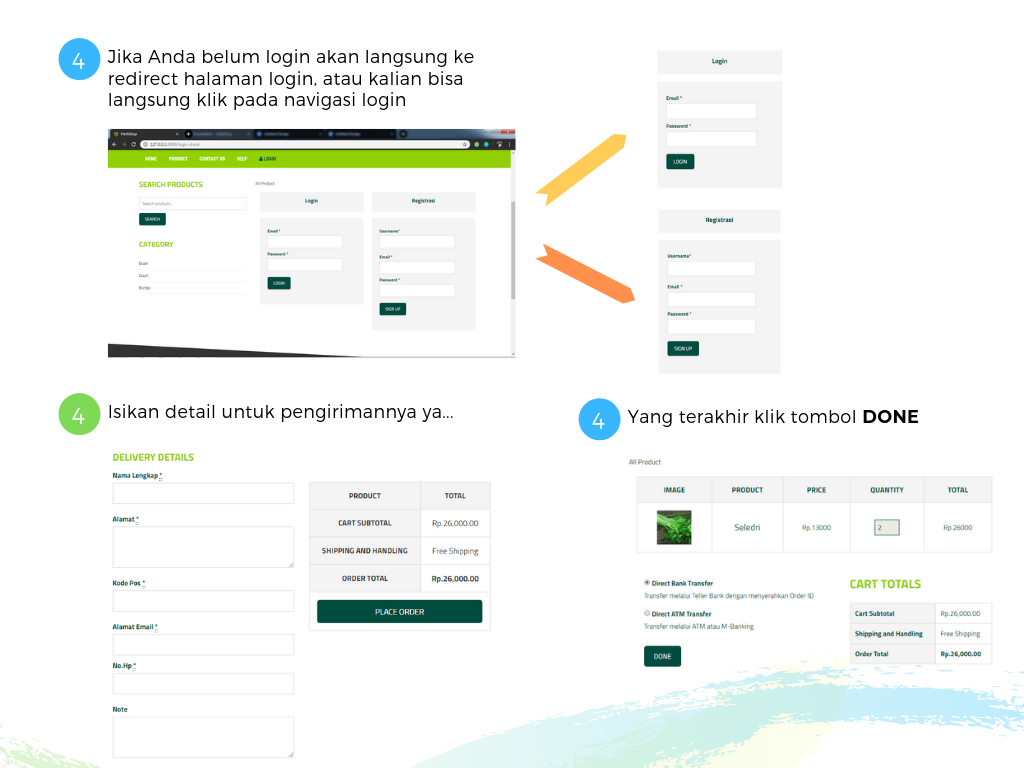 4
Jika Anda belum login akan langsung ke
redirect halaman login, atau kalian bisa
langsung klik pada navigasi login
HOME PRODUCT CONTACT US HELP LOGIN
SEARCH PRODUCTS
Search products...
SEARCH
CATEGORY
Buah
Daun
Bunga
All Product
Login
Email *
Password *
LOGIN
Registrasi
Username*
Email *
Password *
SIGN UP
Login
Email *
Password *
LOGIN
Registrasi
Username*
Email *
Password *
SIGN UP
4
Isikan detail untuk pengirimannya ya...
DELIVERY DETAILS
Nama Lengkap *
Alamat *
Kode Pos *
Alamat Email *
No.Hp *
Note
PRODUCT TOTAL
CART SUBTOTAL Rp.26,000.00
SHIPPING AND HANDLING Free Shipping
ORDER TOTAL Rp.26,000.00
PLACE ORDER
4
Yang terakhir klik tombol DONE
All Product
IMAGE PRODUCT PRICE QUANTITY TOTAL
Seledri Rp.13000 2 Rp.26000
Direct Bank Transfer
Transfer melalui Teller Bank dengan menyerahkan Order ID
Direct ATM Transfer
Transfer melalui ATM atau M-Banking
DONE
CART TOTALS
Cart Subtotal Rp.26,000.00
Shipping and Handling Free Shipping
Order Total Rp.26,000.00